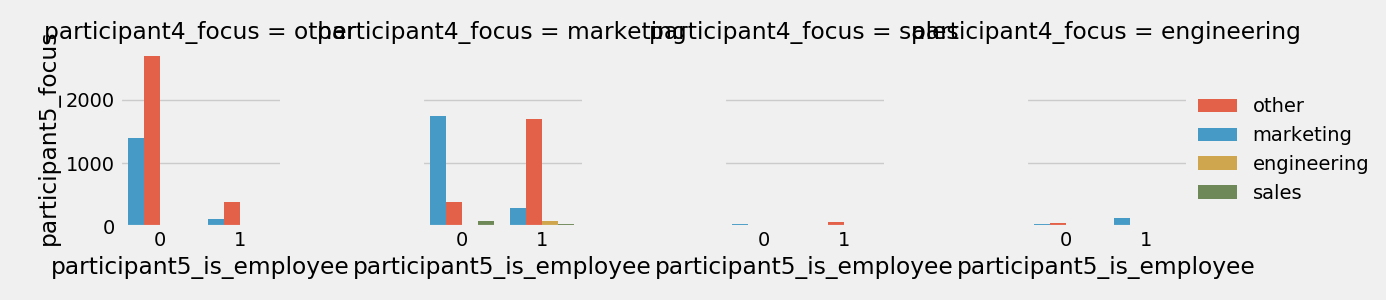 participant4_focus = other participant4_focus = marketing participant4_focus = sales participant4_focus = engineering
participant5_focus
2000
1000
0
other
marketing
engineering
sales
0 1 0 1 0 1 0 1
participant5_is_employee participant5_is_employee participant5_is_employee participant5_is_employee